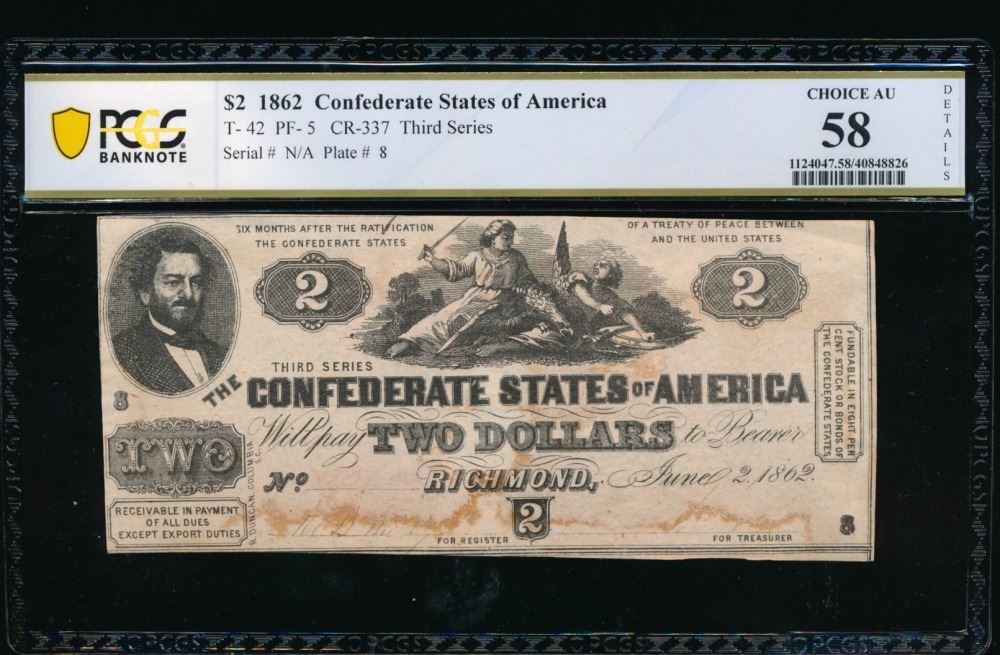 PCGS
BANKNOTE
$2 1862 Confederate States of America
T- 42 PF- 5 CR-337 Third Series
Serial # N/A Plate # 8
CHOICE AU
58
1124047.58/40848826
DETAILS
SIX MONTHS AFTER THE RATIFICATION
THE CONFEDERATE STATES
OF A TREATY OF PEACE BETWEEN
AND THE UNITED STATES
2
2
THIRD SERIES
THE CONFEDERATE STATES OF AMERICA
8
Will pay TWO DOLLARS to Bearer
TWO
No
RICHMOND, June 2, 1862.
B. DUNCAN, COLUMBIA S.C.
FUNDABLE IN EIGHT PER
CENT STOCK OR BONDS OF
THE CONFEDERATE STATES.
RECEIVABLE IN PAYMENT
OF ALL DUES
EXCEPT EXPORT DUTIES
2
FOR REGISTER
FOR TREASURER
8